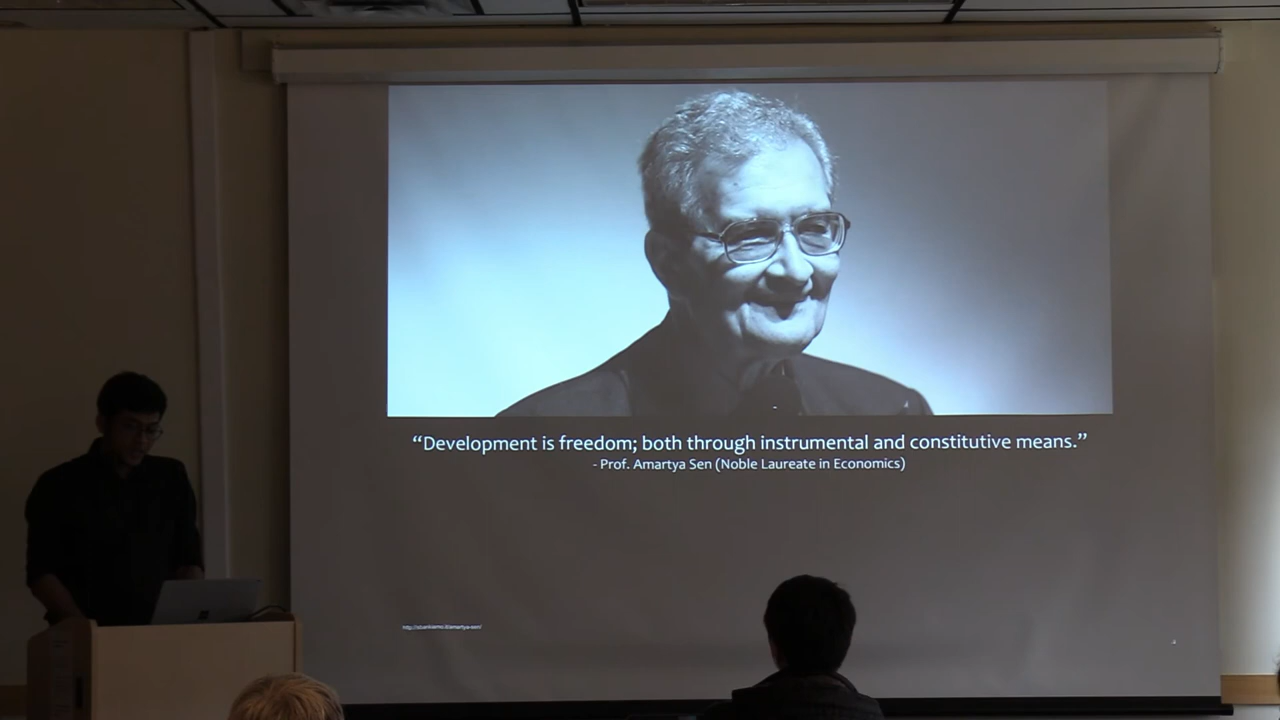 “Development is freedom; both through instrumental and constitutive means.”
- Prof. Amartya Sen (Noble Laureate in Economics)